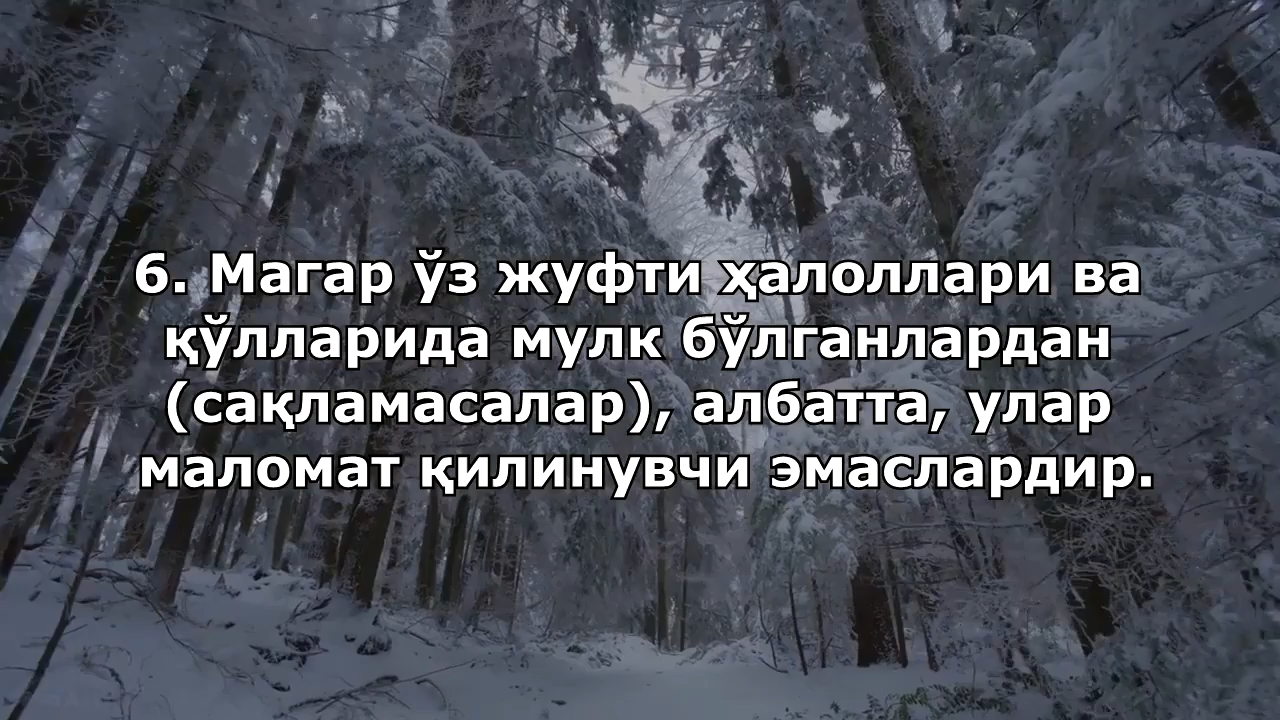 6. Магар ўз жуфти ҳалоллари ва
қўлларида мулк бўлганлардан
(сақламасалар), албатта, улар
маломат қилинувчи эмаслардир.